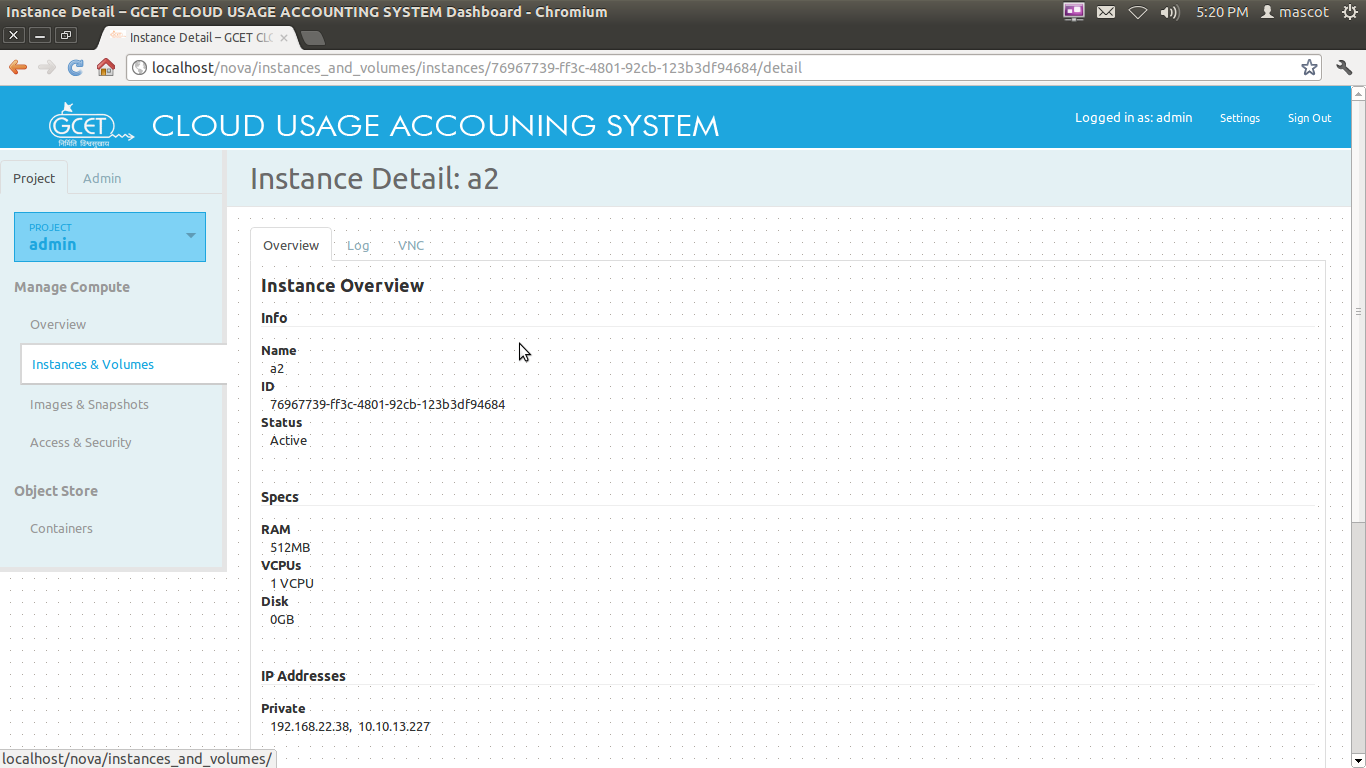 Instance Detail – GCET CLOUD USAGE ACCOUNTING SYSTEM Dashboard - Chromium
5:20 PM mascot
Instance Detail – GCET CLO
localhost/nova/instances_and_volumes/instances/76967739-ff3c-4801-92cb-123b3df94684/detail
GCET
निर्मिति विश्वसुखाय
CLOUD USAGE ACCOUNING SYSTEM
Logged in as: admin Settings Sign Out
Project Admin
Instance Detail: a2
PROJECT
admin
Manage Compute
Overview
Instances & Volumes
Images & Snapshots
Access & Security
Object Store
Containers
Overview Log VNC
Instance Overview
Info
Name
a2
ID
76967739-ff3c-4801-92cb-123b3df94684
Status
Active
Specs
RAM
512MB
VCPUs
1 VCPU
Disk
0GB
IP Addresses
Private
192.168.22.38, 10.10.13.227
localhost/nova/instances_and_volumes/